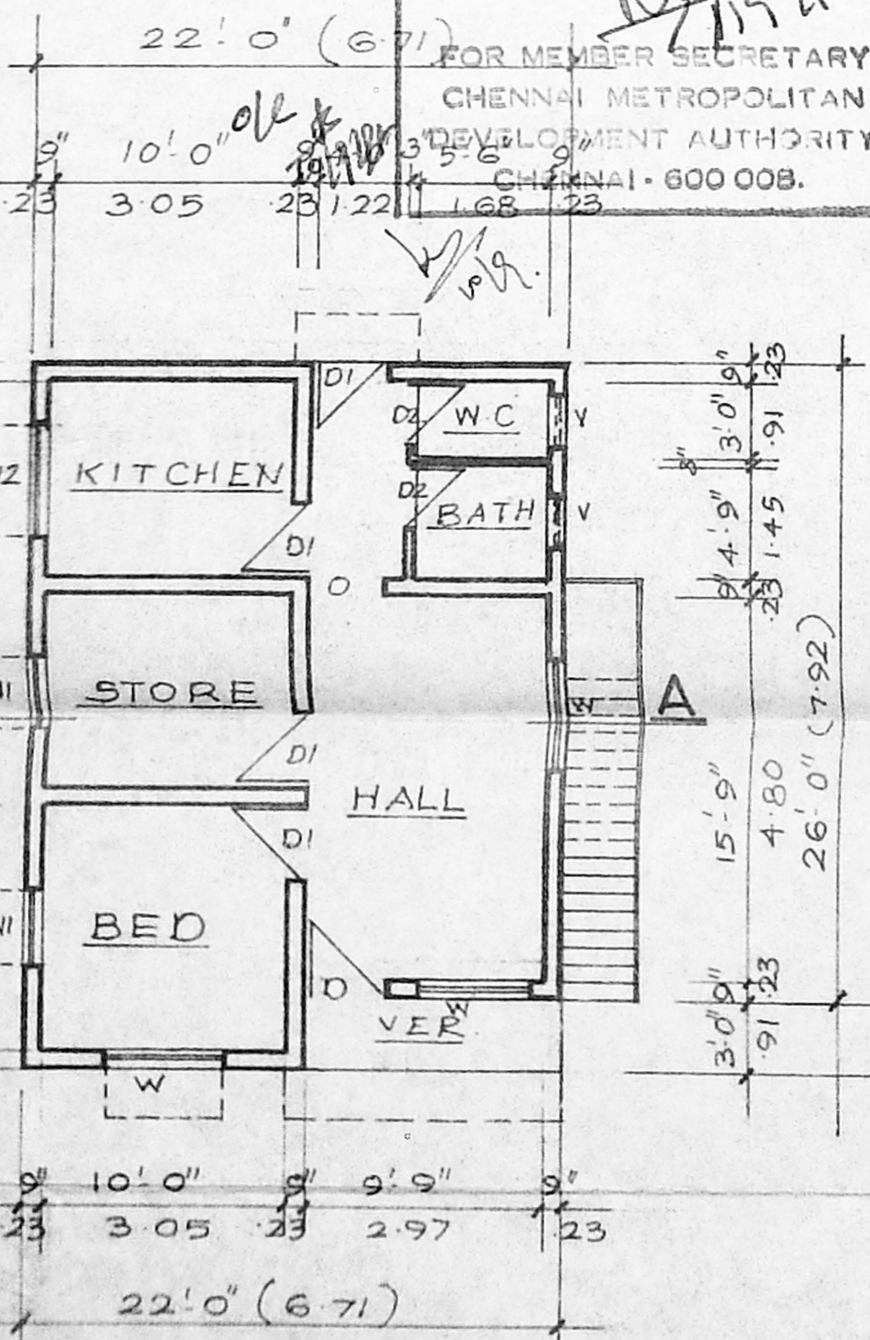 22'-0" (6.71)
FOR MEMBER SECRETARY
CHENNAI METROPOLITAN
DEVELOPMENT AUTHORITY
CHENNAI - 600 008.
9" 10'-0" 9" 3" 5'-6" 9"
.23 3.05 .23 1.22 1.68 .23
D1
D2 W.C V
KITCHEN
D2 BATH V
D1
O
STORE
W A
D1
HALL
D1
BED
D
W
VER.
W
9" .23
3'-0" .91
3"
4'-9" 1.45
9" .23
15'-9" 4.80
26'-0" (7.92)
9" .23
3'-0" .91
9" 10'-0" 9" 9'-9" 9"
.23 3.05 .23 2.97 .23
22'-0" (6.71)